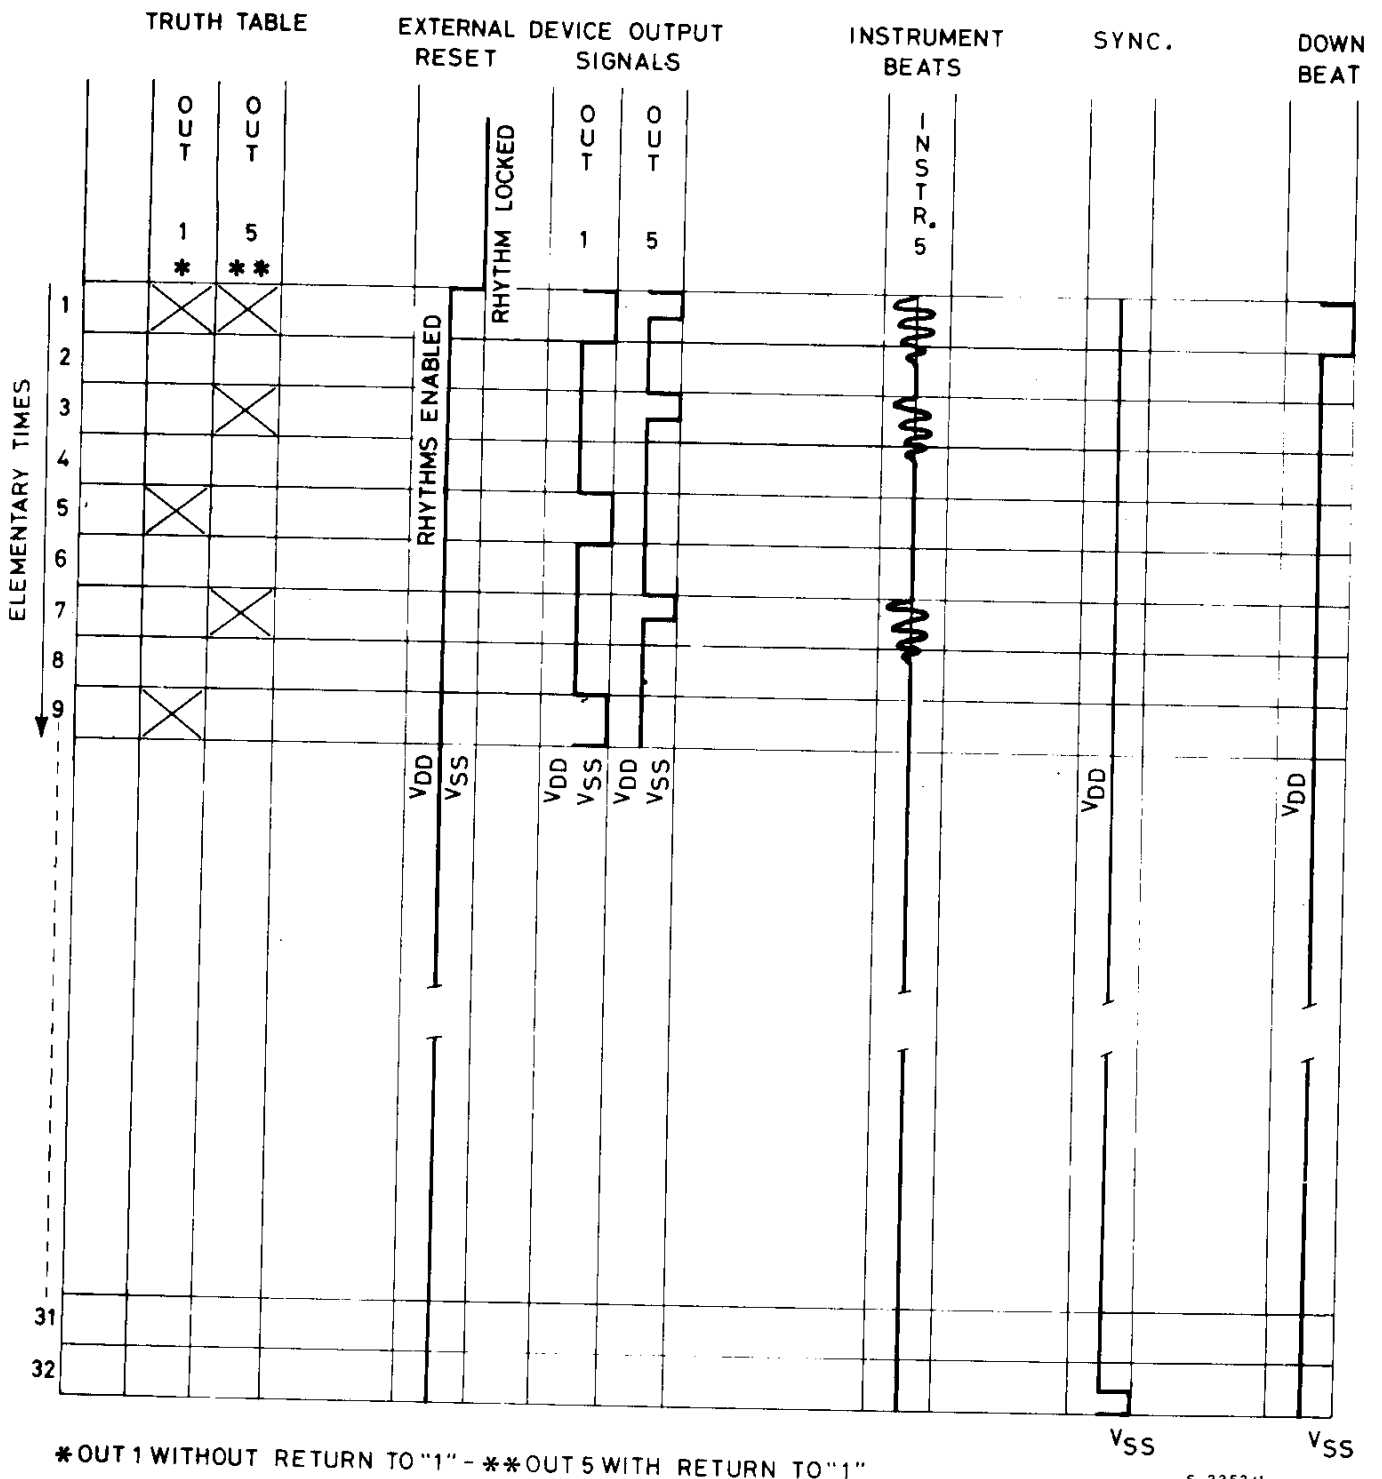 TRUTH TABLE
EXTERNAL DEVICE OUTPUT
RESET SIGNALS
INSTRUMENT
BEATS
SYNC.
DOWN
BEAT
OUT 1
*
OUT 5
**
RHYTHM LOCKED
RHYTHMS ENABLED
OUT 1
OUT 5
INSTR. 5
ELEMENTARY TIMES
1
2
3
4
5
6
7
8
9
VDD
VSS
VDD
VSS
VDD
VSS
VDD
VDD
31
32
VSS
VSS
*OUT 1 WITHOUT RETURN TO "1" - **OUT 5 WITH RETURN TO "1"